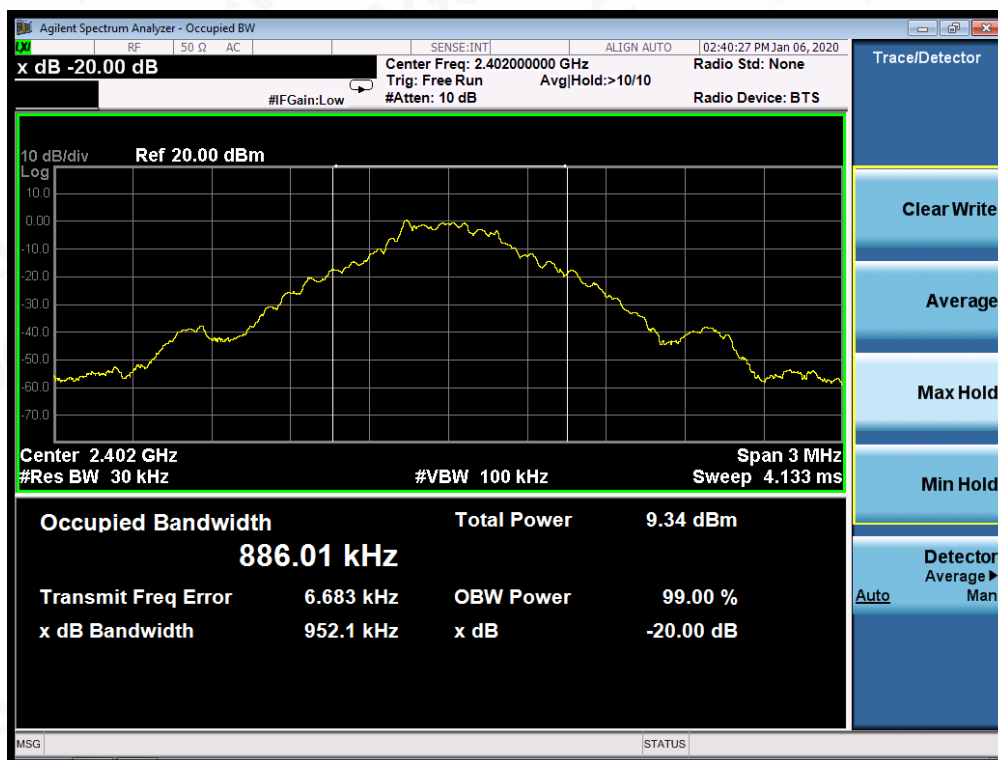 Agilent Spectrum Analyzer - Occupied BW
LXI RF 50 Ω AC SENSE:INT ALIGN AUTO 02:40:27 PM Jan 06, 2020
x dB -20.00 dB
Center Freq: 2.402000000 GHz Radio Std: None
Trig: Free Run Avg|Hold:>10/10
#IFGain:Low #Atten: 10 dB Radio Device: BTS
10 dB/div Ref 20.00 dBm
Log
10.0
0.00
-10.0
-20.0
-30.0
-40.0
-50.0
-60.0
-70.0
Center 2.402 GHz Span 3 MHz
#Res BW 30 kHz #VBW 100 kHz Sweep 4.133 ms
Occupied Bandwidth Total Power 9.34 dBm
886.01 kHz
Transmit Freq Error 6.683 kHz OBW Power 99.00 %
x dB Bandwidth 952.1 kHz x dB -20.00 dB
MSG STATUS
Trace/Detector
Clear Write
Average
Max Hold
Min Hold
Detector
Average▶
Auto Man